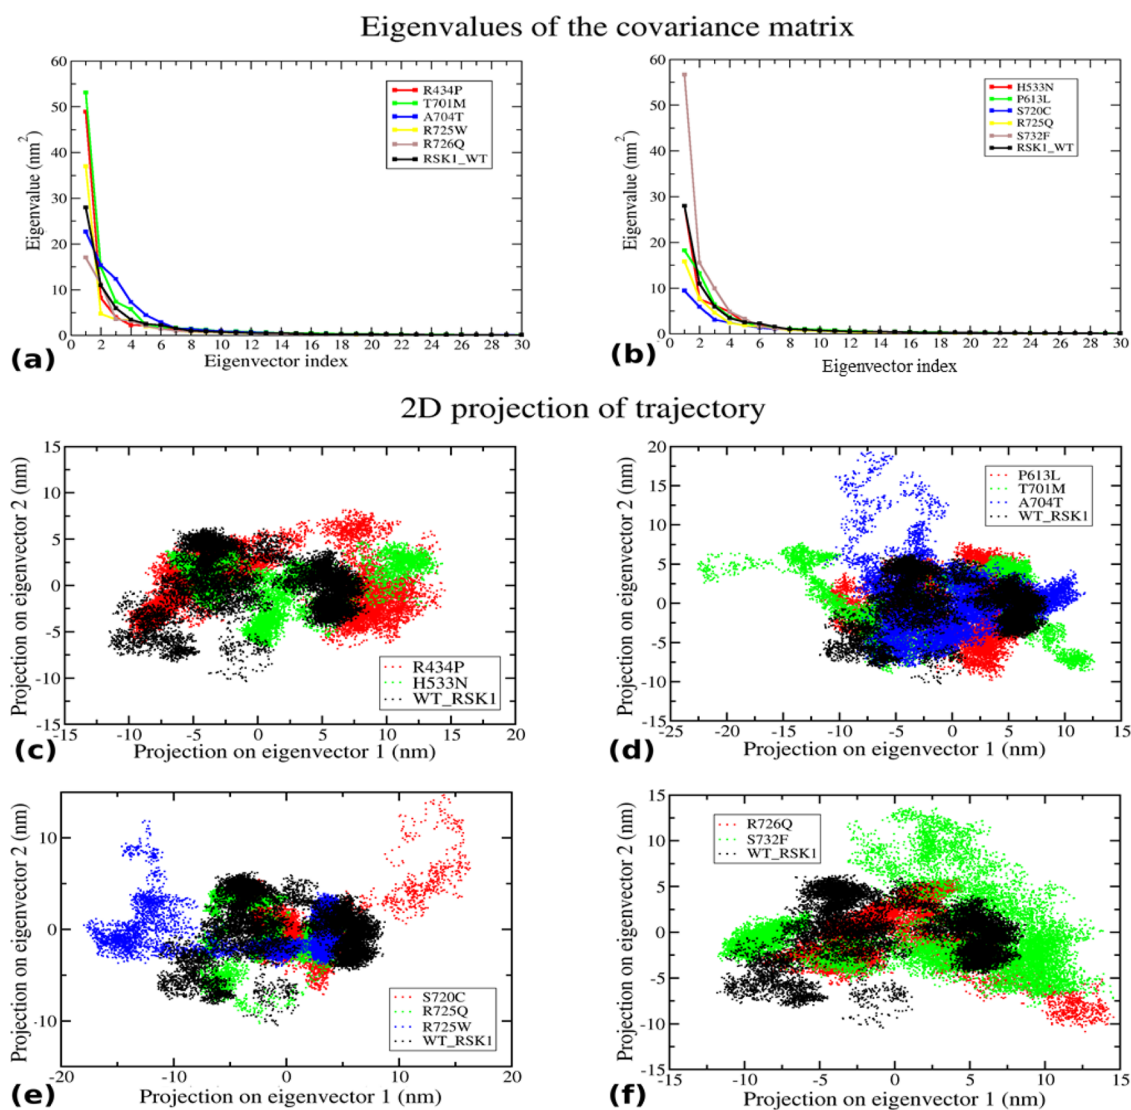 Eigenvalues of the covariance matrix
60
50
40
30
20
10
0
Eigenvalue (nm²)
R434P
T701M
A704T
R725W
R726Q
RSK1_WT
0 2 4 6 8 10 12 14 16 18 20 22 24 26 28 30
Eigenvector index
(a)
60
50
40
30
20
10
0
Eigenvalue (nm²)
H533N
P613L
S720C
R725Q
S732F
RSK1_WT
0 2 4 6 8 10 12 14 16 18 20 22 24 26 28 30
Eigenvector index
(b)
2D projection of trajectory
15
10
5
0
-5
-10
-15
Projection on eigenvector 2 (nm)
R434P
H533N
WT_RSK1
-15 -10 -5 0 5 10 15 20
Projection on eigenvector 1 (nm)
(c)
20
15
10
5
0
-5
-10
-15
Projection on eigenvector 2 (nm)
P613L
T701M
A704T
WT_RSK1
-25 -20 -15 -10 -5 0 5 10 15
Projection on eigenvector 1 (nm)
(d)
10
0
-10
Projection on eigenvector 2 (nm)
S720C
R725Q
R725W
WT_RSK1
-20 -10 0 10 20
Projection on eigenvector 1 (nm)
(e)
15
10
5
0
-5
-10
-15
Projection on eigenvector 2 (nm)
R726Q
S732F
WT_RSK1
-15 -10 -5 0 5 10 15
Projection on eigenvector 1 (nm)
(f)